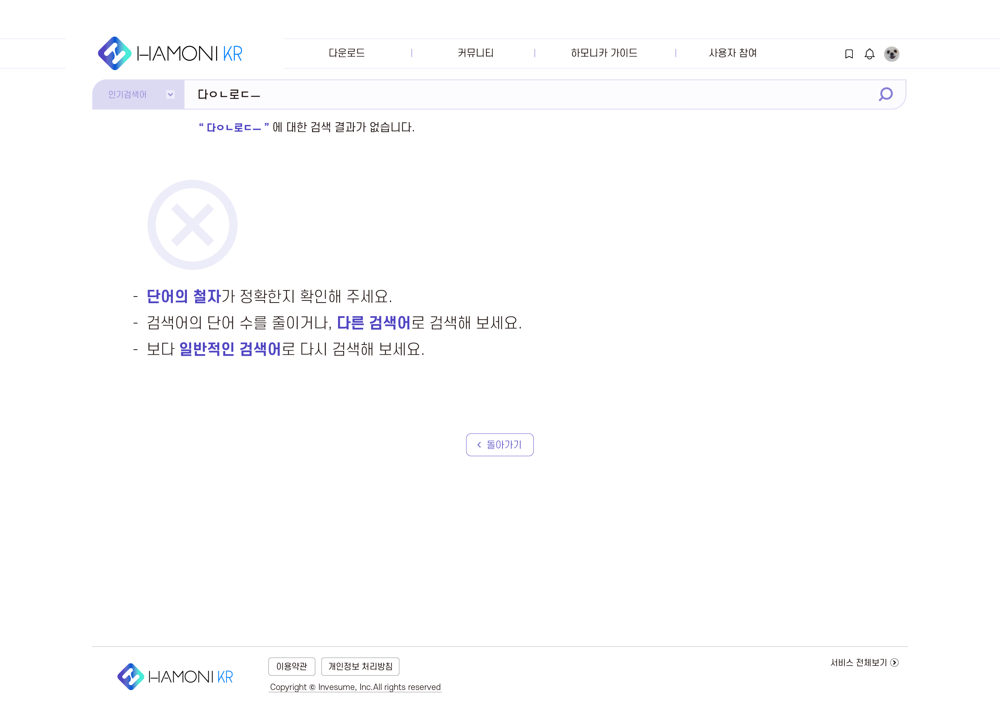 HAMONI KR
다운로드 커뮤니티 하모니카 가이드 사용자 참여
인기검색어 다ㅇㄴ로ㄷㅡ
“ 다ㅇㄴ로ㄷㅡ ” 에 대한 검색 결과가 없습니다.
- 단어의 철자가 정확한지 확인해 주세요.
- 검색어의 단어 수를 줄이거나, 다른 검색어로 검색해 보세요.
- 보다 일반적인 검색어로 다시 검색해 보세요.
돌아가기
HAMONI KR
이용약관 개인정보 처리방침
서비스 전체보기
Copyright © Invesume, Inc.All rights reserved